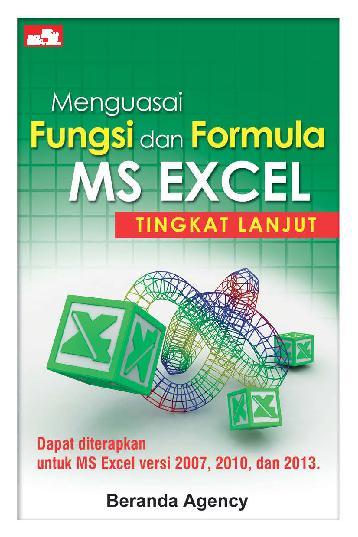 Menguasai
Fungsi dan Formula
MS EXCEL
TINGKAT LANJUT
Dapat diterapkan
untuk MS Excel versi 2007, 2010, dan 2013.
Beranda Agency